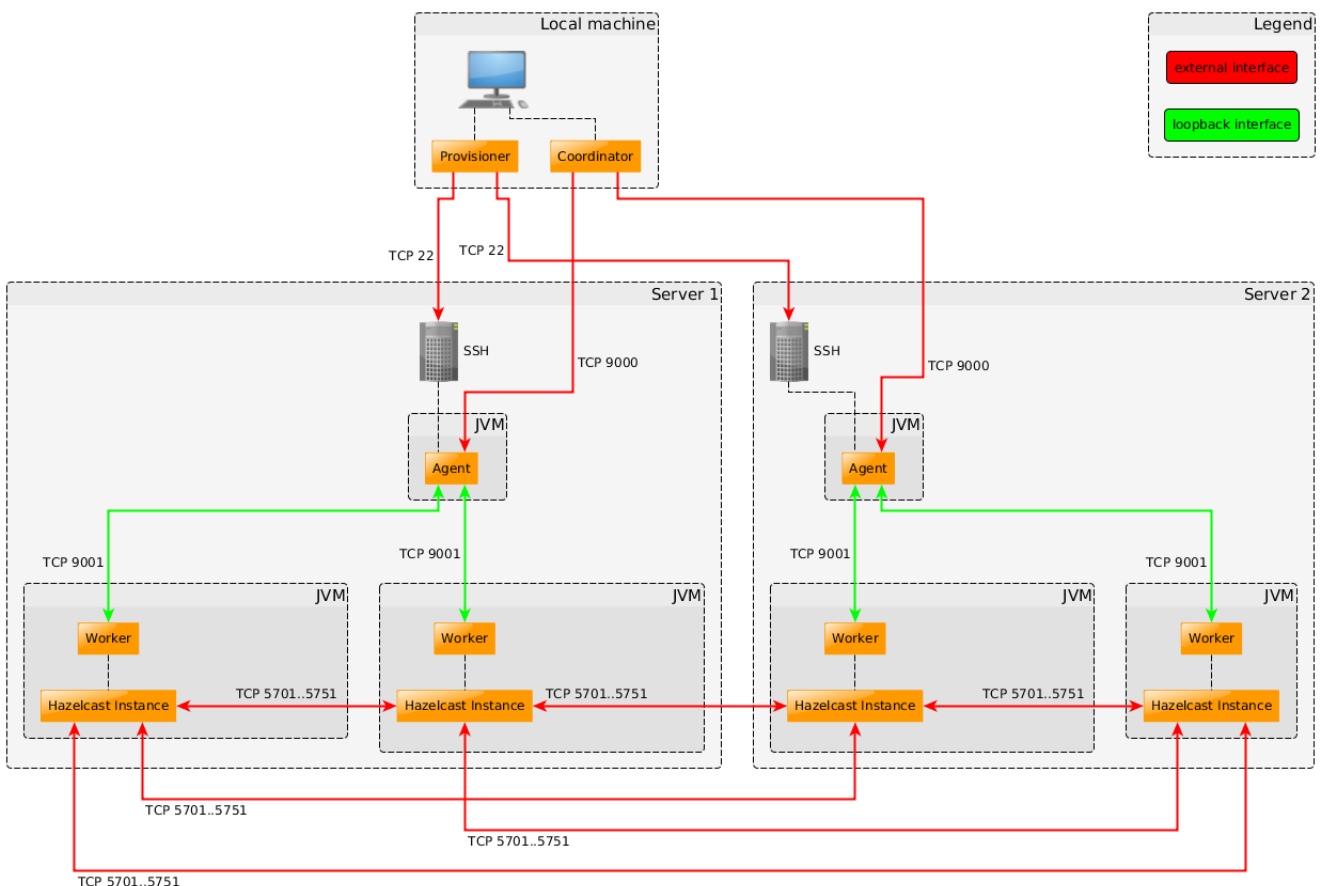 Local machine
Legend
external interface
loopback interface
Provisioner
Coordinator
TCP 22
TCP 22
Server 1
Server 2
SSH
SSH
TCP 9000
TCP 9000
JVM
JVM
Agent
Agent
TCP 9001
TCP 9001
TCP 9001
TCP 9001
JVM
JVM
JVM
JVM
Worker
Worker
Worker
Worker
TCP 5701..5751
TCP 5701..5751
TCP 5701..5751
Hazelcast Instance
Hazelcast Instance
Hazelcast Instance
Hazelcast Instance
TCP 5701..5751
TCP 5701..5751
TCP 5701..5751